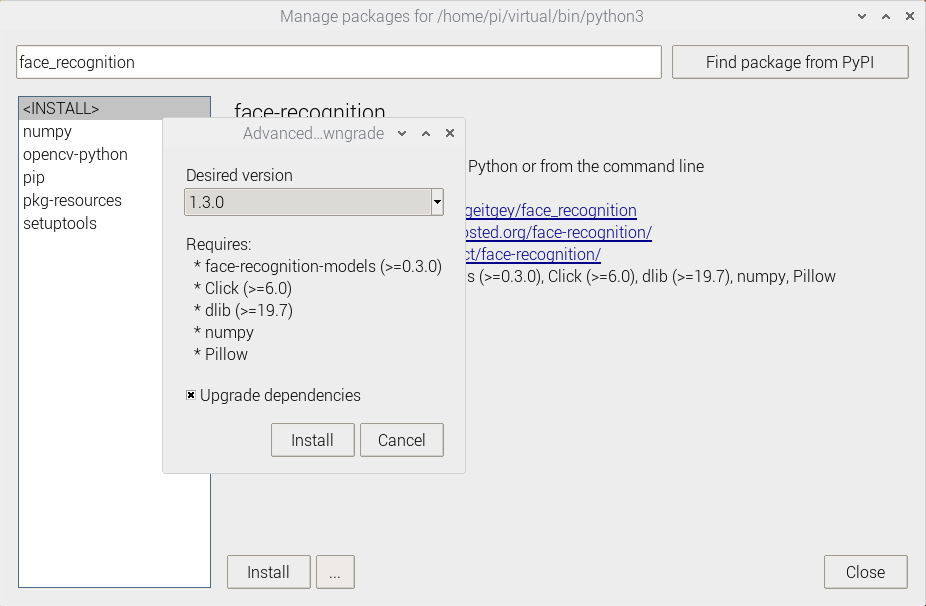 Manage packages for /home/pi/virtual/bin/python3
face_recognition
Find package from PyPI
<INSTALL>
numpy
opencv-python
pip
pkg-resources
setuptools
face-recognition
Python or from the command line
geitgey/face_recognition
osted.org/face-recognition/
ct/face-recognition/
s (>=0.3.0), Click (>=6.0), dlib (>=19.7), numpy, Pillow
Advanced...wngrade
Desired version
1.3.0
Requires:
* face-recognition-models (>=0.3.0)
* Click (>=6.0)
* dlib (>=19.7)
* numpy
* Pillow
Upgrade dependencies
Install
Cancel
Install
...
Close